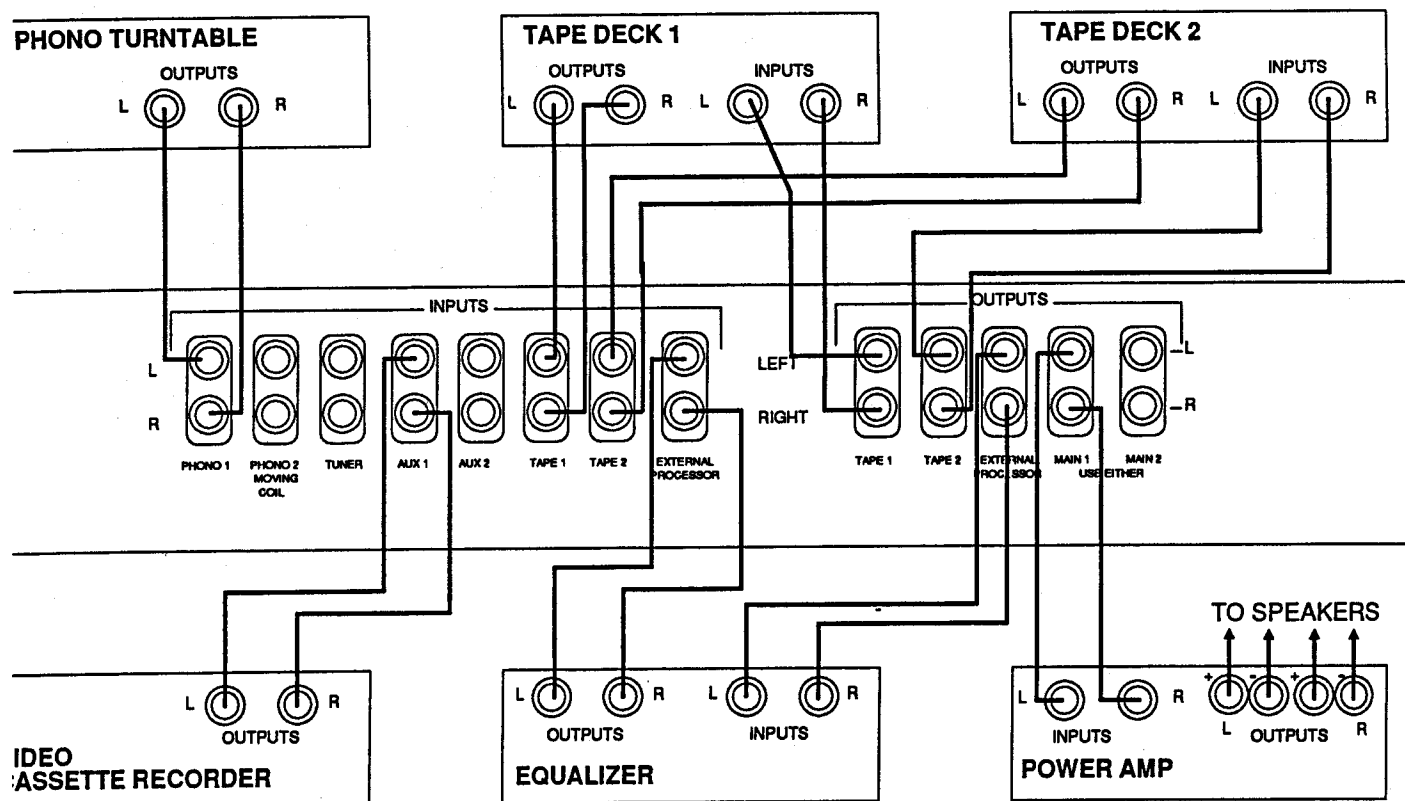 PHONO TURNTABLE
OUTPUTS
L R
TAPE DECK 1
OUTPUTS INPUTS
L R L R
TAPE DECK 2
OUTPUTS INPUTS
L R L R
INPUTS
L
R
PHONO 1
PHONO 2
MOVING
COIL
TUNER
AUX 1
AUX 2
TAPE 1
TAPE 2
EXTERNAL
PROCESSOR
OUTPUTS
LEFT
RIGHT
L
R
TAPE 1
TAPE 2
EXTERNAL
PROCESSOR
MAIN 1
MAIN 2
USE EITHER
L R
OUTPUTS
IDEO
CASSETTE RECORDER
L R L R
OUTPUTS INPUTS
EQUALIZER
TO SPEAKERS
+ - + -
L R
INPUTS
L OUTPUTS R
POWER AMP